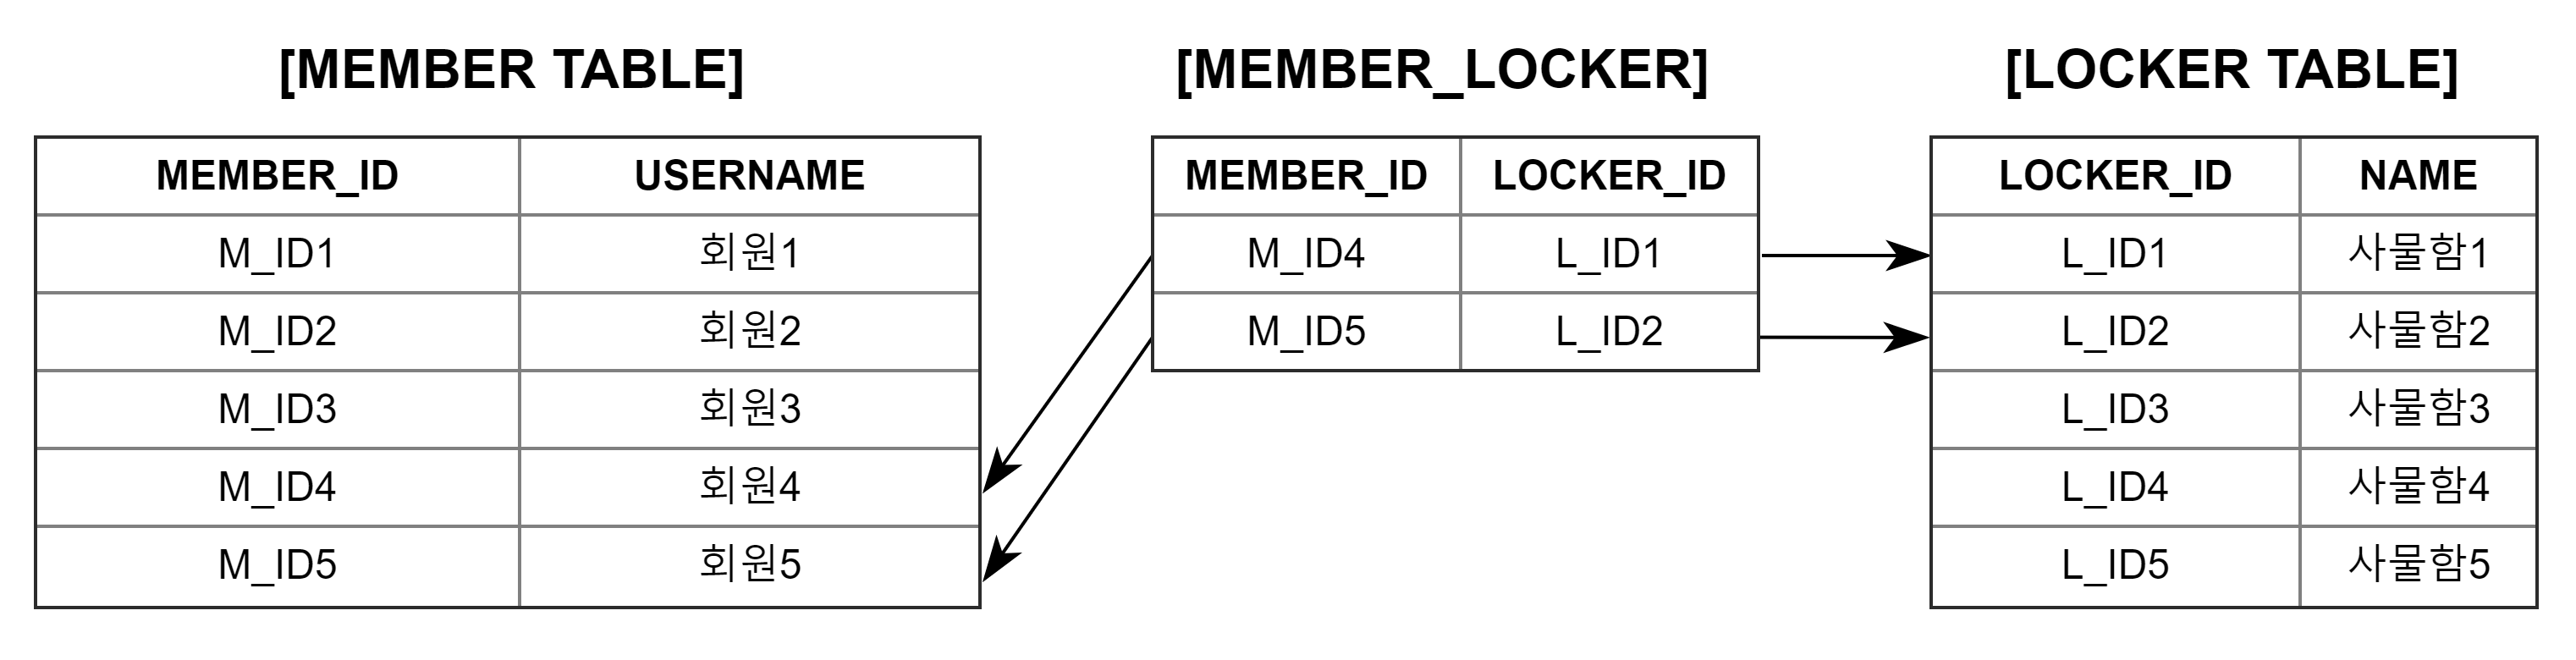 [MEMBER TABLE]
MEMBER_ID USERNAME
M_ID1 회원1
M_ID2 회원2
M_ID3 회원3
M_ID4 회원4
M_ID5 회원5
[MEMBER_LOCKER]
MEMBER_ID LOCKER_ID
M_ID4 L_ID1
M_ID5 L_ID2
[LOCKER TABLE]
LOCKER_ID NAME
L_ID1 사물함1
L_ID2 사물함2
L_ID3 사물함3
L_ID4 사물함4
L_ID5 사물함5